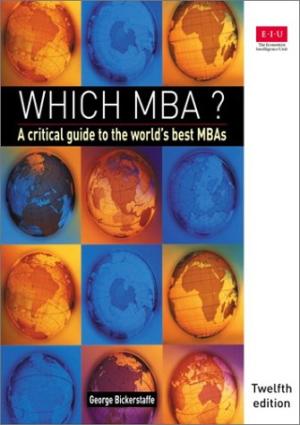 E·I·U
The Economist
Intelligence Unit
WHICH MBA ?
A critical guide to the world's best MBAs
George Bickerstaffe
Twelfth
edition